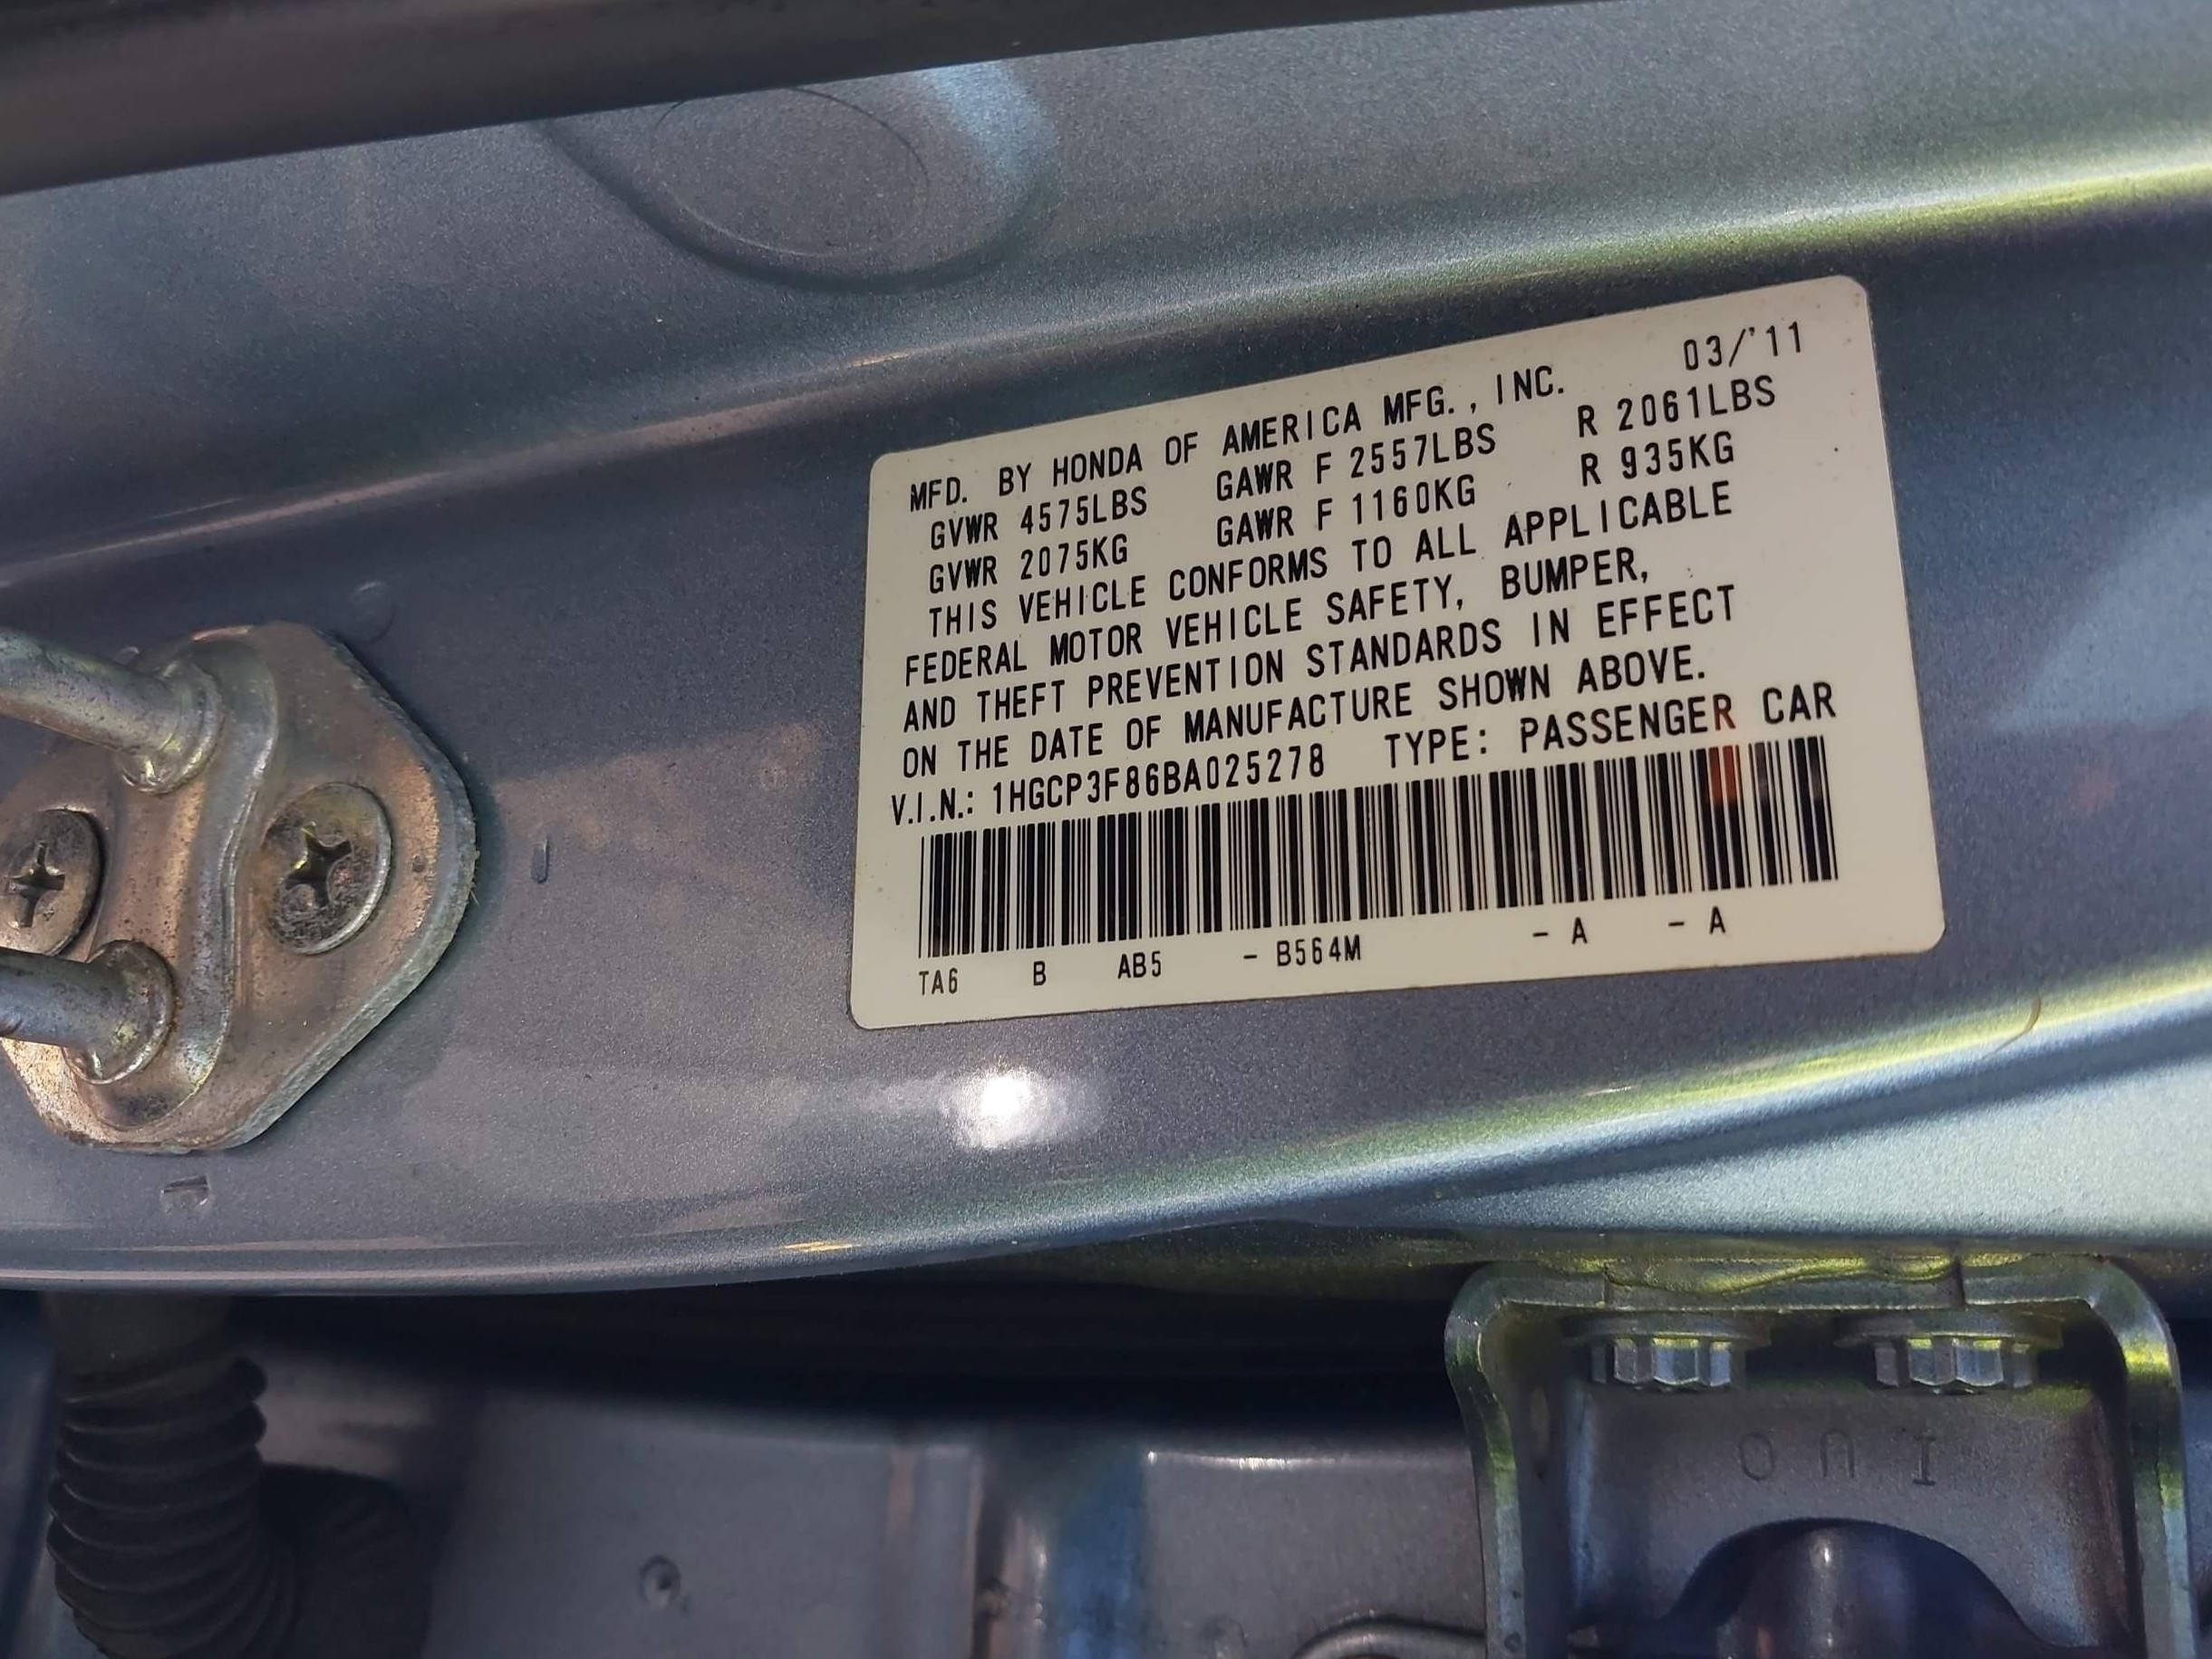 MFD. BY HONDA OF AMERICA MFG., INC. 03/'11
GVWR 4575LBS GAWR F 2557LBS R 2061LBS
GVWR 2075KG GAWR F 1160KG R 935KG
THIS VEHICLE CONFORMS TO ALL APPLICABLE
FEDERAL MOTOR VEHICLE SAFETY, BUMPER,
AND THEFT PREVENTION STANDARDS IN EFFECT
ON THE DATE OF MANUFACTURE SHOWN ABOVE.
V.I.N.: 1HGCP3F86BA025278 TYPE: PASSENGER CAR
TA6 B AB5 - B564M - A - A